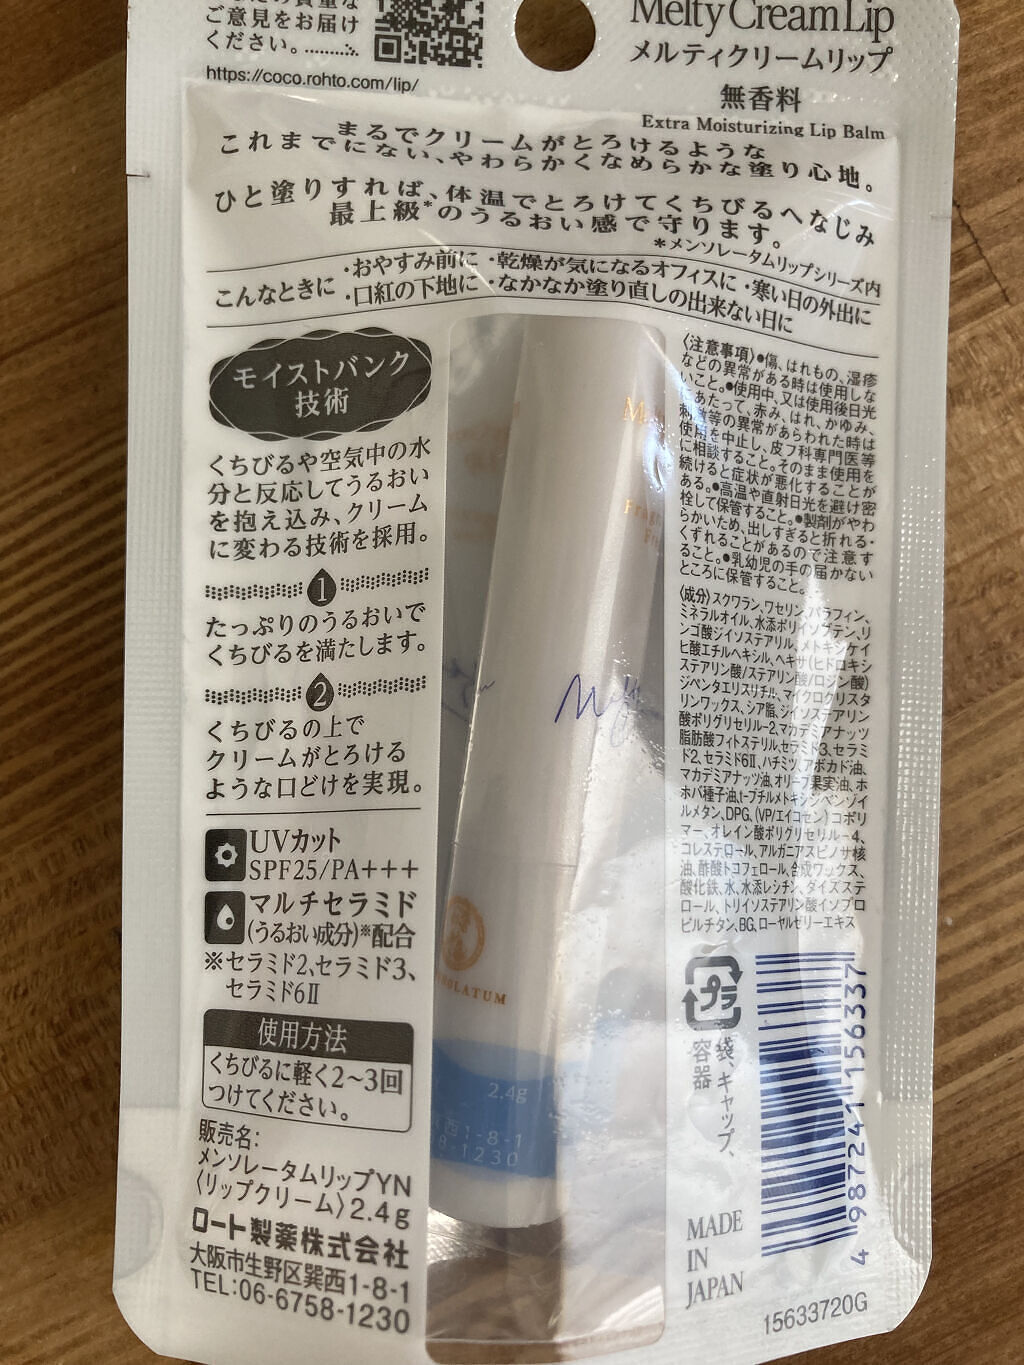 ご意見をお届け
ください。
https://coco.rohto.com/lip/
Melty Cream Lip
メルティクリームリップ
無香料
Extra Moisturizing Lip Balm
まるでクリームがとろけるような
これまでにない、やわらかくなめらかな塗り心地。
ひと塗りすれば、体温でとろけてくちびるへなじみ
最上級*のうるおい感で守ります。
*メンソレータムリップシリーズ内
こんなときに
・おやすみ前に ・乾燥が気になるオフィスに ・寒い日の外出に
・口紅の下地に ・なかなか塗り直しの出来ない日に
モイストバンク
技術
くちびるや空気中の水
分と反応してうるおい
を抱え込み、クリーム
に変わる技術を採用。
1
たっぷりのうるおいで
くちびるを満たします。
2
くちびるの上で
クリームがとろける
ような口どけを実現。
UVカット
SPF25/PA+++
マルチセラミド
(うるおい成分)※配合
※セラミド2、セラミド3、
セラミド6Ⅱ
使用方法
くちびるに軽く2〜3回
つけてください。
販売名:
メンソレータムリップYN
〈リップクリーム〉2.4g
ロート製薬株式会社
大阪市生野区巽西1-8-1
TEL:06-6758-1230
Melty
2.4g
西1-8-1
8-1230
〈注意事項〉●傷、はれもの、湿疹
などの異常がある時は使用しな
いこと。●使用中、又は使用後日光
にあたって、赤み、はれ、かゆみ、
刺激等の異常があらわれた時は
使用を中止し、皮フ科専門医等
に相談すること。そのまま使用を
続けると症状が悪化することが
ある。●高温や直射日光を避け密
栓して保管すること。●製剤がやわ
らかいため、出しすぎると折れる・
くずれることがあるので注意す
ること。●乳幼児の手の届かない
ところに保管すること。
〈成分〉スクワラン、ワセリン、パラフィン、
ミネラルオイル、水添ポリイソブテン、リ
ンゴ酸ジイソステアリル、メトキシケイ
ヒ酸エチルヘキシル、ヘキサ(ヒドロキシ
ステアリン酸/ステアリン酸/ロジン酸)
ジペンタエリスリチル、マイクロクリスタ
リンワックス、シア脂、ジイソステアリン
酸ポリグリセリル-2、マカデミアナッツ
脂肪酸フィトステリル、セラミド3、セラミ
ド2、セラミド6Ⅱ、ハチミツ、アボカド油、
マカデミアナッツ油、オリーブ果実油、ホ
ホバ種子油、t-ブチルメトキシジベンゾイ
ルメタン、DPG、(VP/エイコセン)コポリ
マー、オレイン酸ポリグリセリル-4、
コレステロール、アルガニアスピノサ核
油、酢酸トコフェロール、合成ワックス、
酸化鉄、水、水添レシチン、ダイズステ
ロール、トリイソステアリン酸イソプロ
ピルチタン、BG、ローヤルゼリーエキス
プラ
袋、キャップ、
容器
MADE
IN
JAPAN
4 987241 156337
15633720G